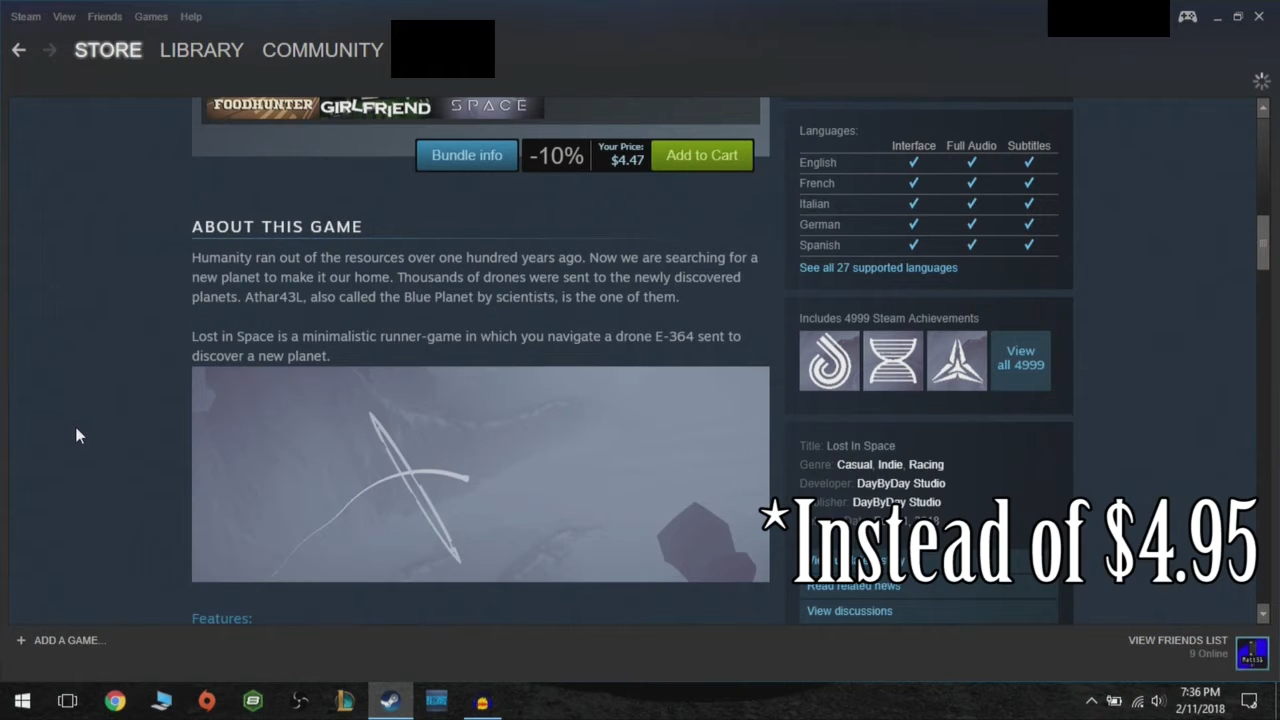 Steam View Friends Games Help
STORE LIBRARY COMMUNITY
FOODHUNTER GIRLFRIEND SPACE
Bundle info -10% Your Price: $4.47 Add to Cart
ABOUT THIS GAME
Humanity ran out of the resources over one hundred years ago. Now we are searching for a
new planet to make it our home. Thousands of drones were sent to the newly discovered
planets. Athar43L, also called the Blue Planet by scientists, is the one of them.
Lost in Space is a minimalistic runner-game in which you navigate a drone E-364 sent to
discover a new planet.
Features:
Languages:
Interface Full Audio Subtitles
English ✓ ✓ ✓
French ✓ ✓ ✓
Italian ✓ ✓ ✓
German ✓ ✓ ✓
Spanish ✓ ✓ ✓
See all 27 supported languages
Includes 4999 Steam Achievements
View
all 4999
Title: Lost In Space
Genre: Casual, Indie, Racing
Developer: DayByDay Studio
DayByDay Studio
*Instead of $4.95
Read related news
View discussions
+ ADD A GAME...
VIEW FRIENDS LIST
9 Online
7:36 PM
2/11/2018